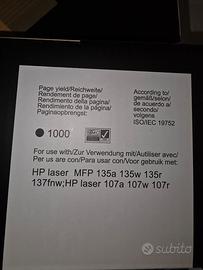 Page yield/Reichweite/
Rendement de page/
Rendimento della pagina/
Rendimiento de la página/
Paginaopbrengst:
According to/
gemäß/selon/
de acuerdo a/
secondo/
volgens
ISO/IEC 19752
1000
For use with/Zur Verwendung mit/Autiliser avec/
Per us are con/Para usar con/Voor gebruik met:
HP laser MFP 135a 135w 135r
137fnw;HP laser 107a 107w 107r
subito